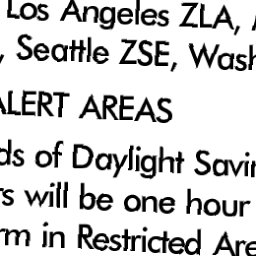 Los Angeles ZLA,
, Seattle ZSE, Wash
ALERT AREAS
ds of Daylight Savin
rs will be one hour
rm in Restricted Are